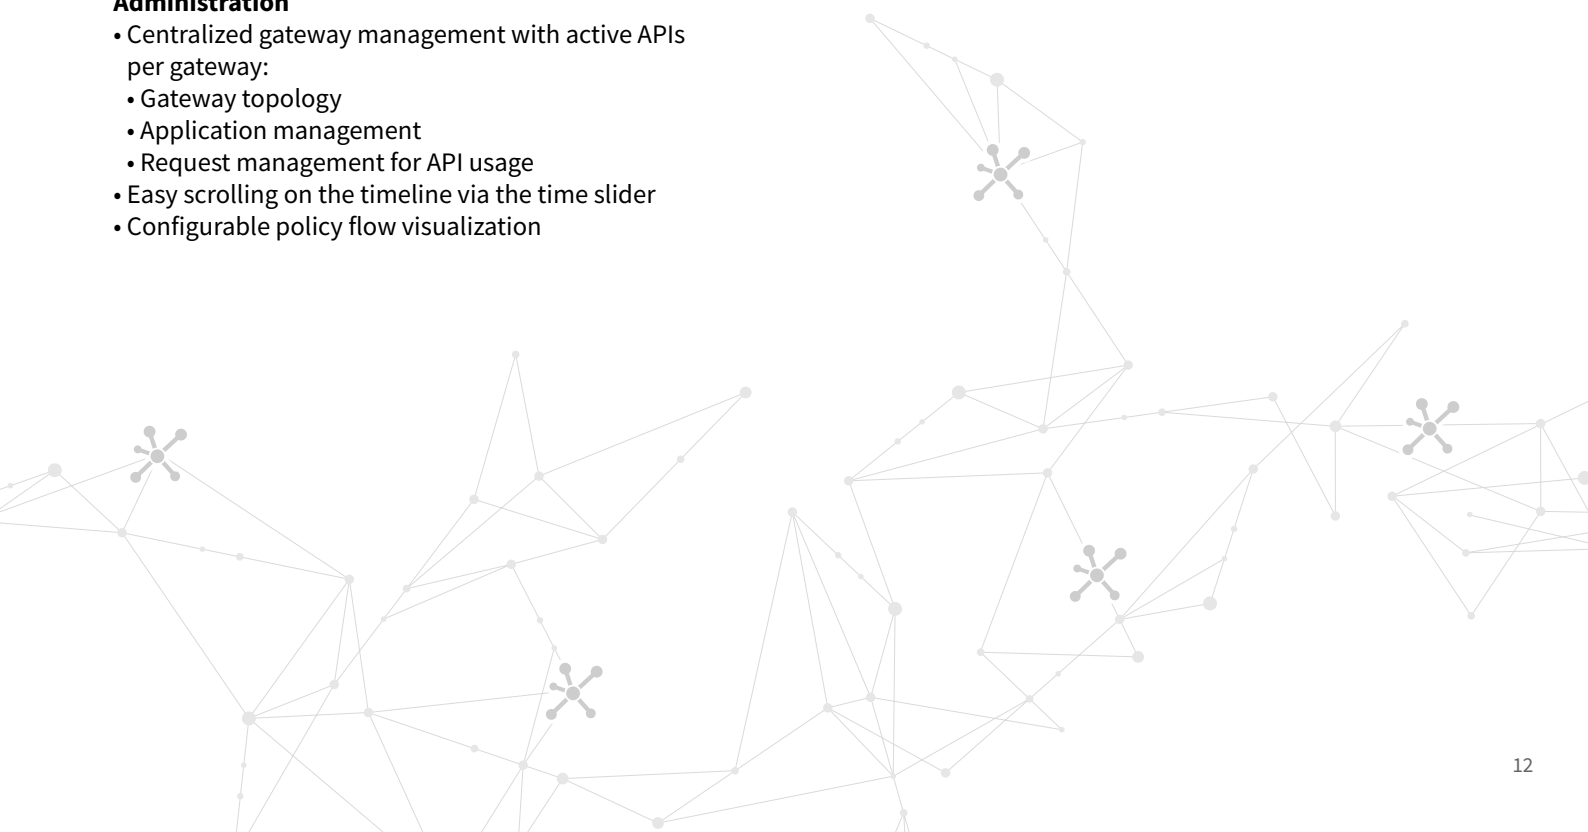 Administration
• Centralized gateway management with active APIs
per gateway:
• Gateway topology
• Application management
• Request management for API usage
• Easy scrolling on the timeline via the time slider
• Configurable policy flow visualization
12